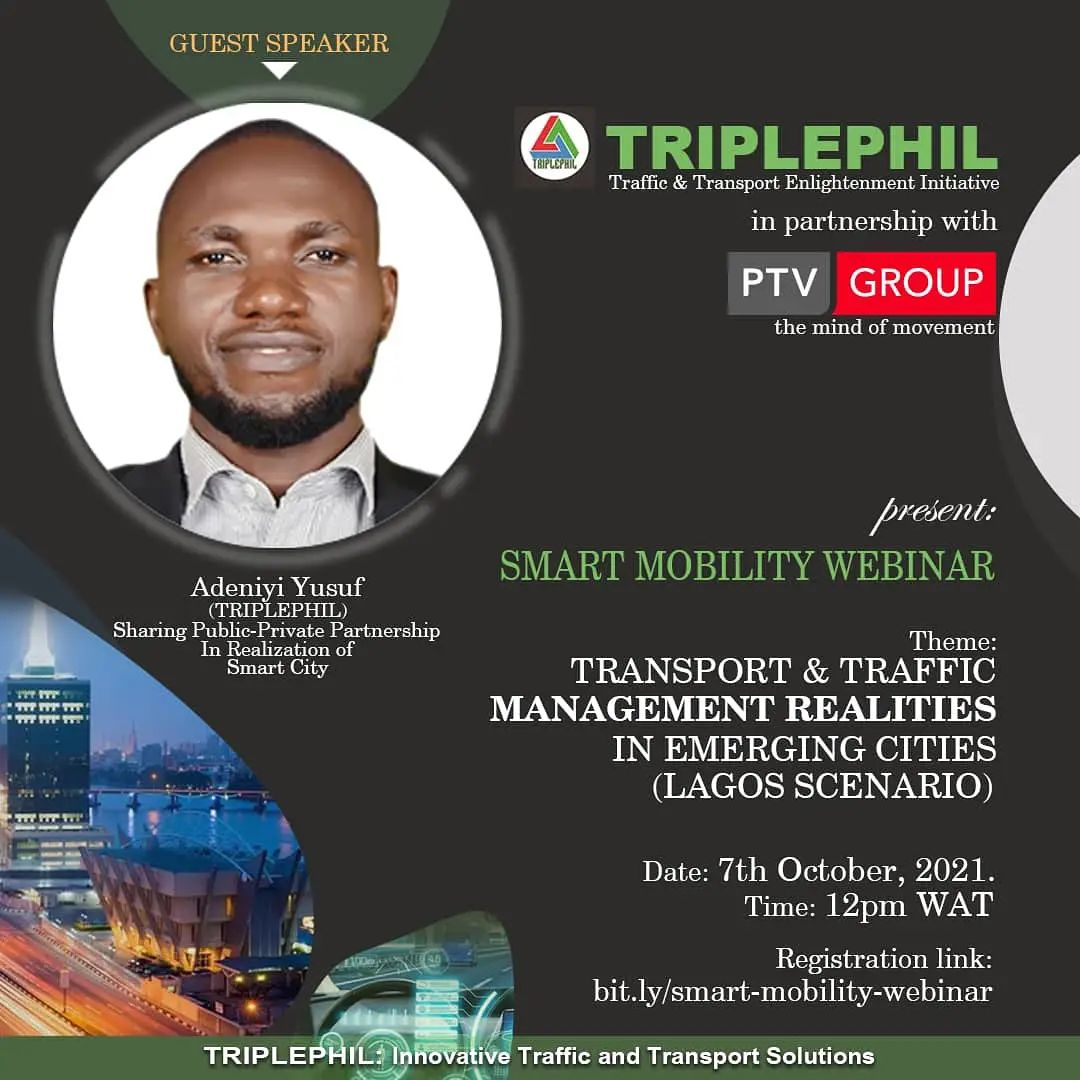 GUEST SPEAKER
TRIPLEPHIL
TRIPLEPHIL
Traffic & Transport Enlightenment Initiative
in partnership with
PTV GROUP
the mind of movement
Adeniyi Yusuf
(TRIPLEPHIL)
Sharing Public-Private Partnership
In Realization of
Smart City
present:
SMART MOBILITY WEBINAR
Theme:
TRANSPORT & TRAFFIC
MANAGEMENT REALITIES
IN EMERGING CITIES
(LAGOS SCENARIO)
Date: 7th October, 2021.
Time: 12pm WAT
Registration link:
bit.ly/smart-mobility-webinar
TRIPLEPHIL: Innovative Traffic and Transport Solutions